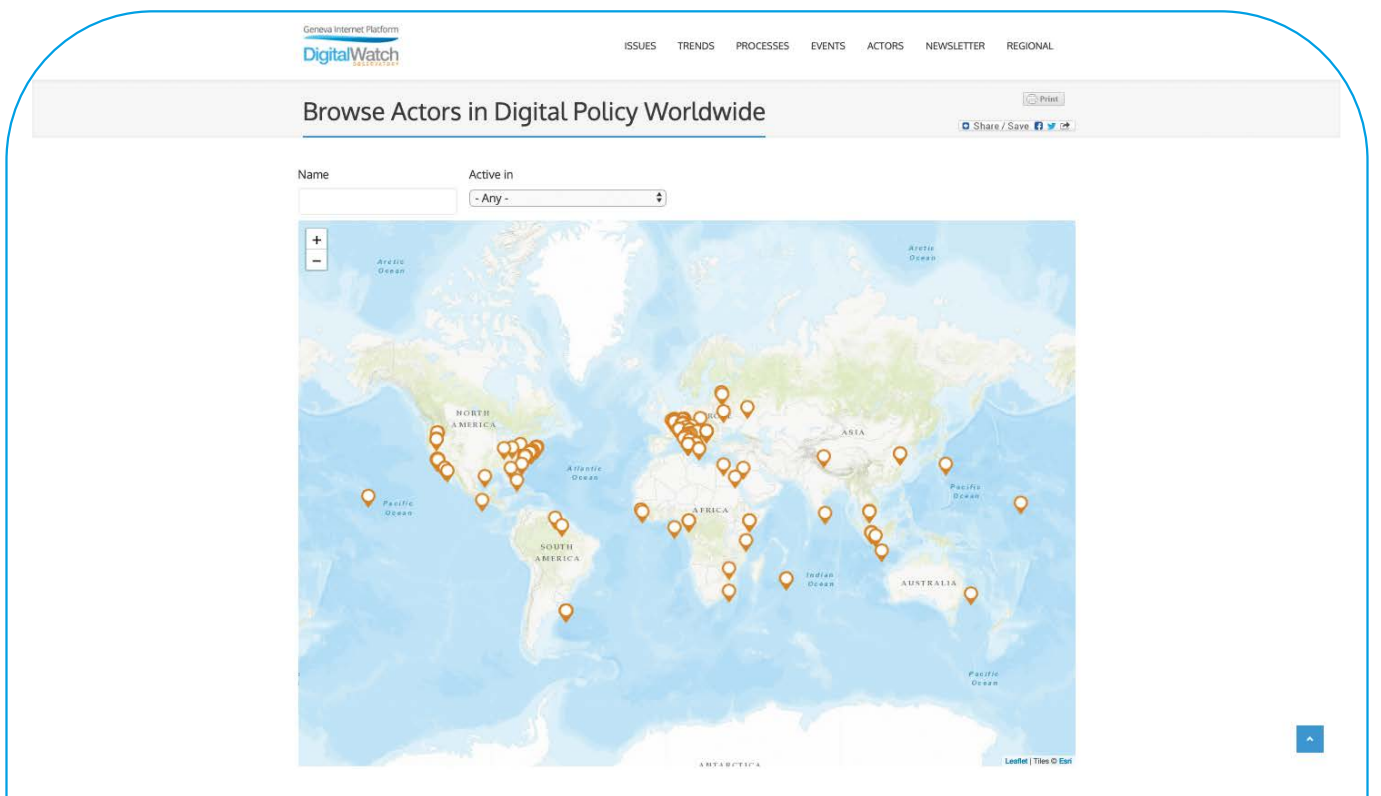 Geneva Internet Platform
DigitalWatch
OBSERVATORY
ISSUES TRENDS PROCESSES EVENTS ACTORS NEWSLETTER REGIONAL
Browse Actors in Digital Policy Worldwide
Print
Share / Save
Name
Active in
- Any -
+
−
Arctic
Ocean
Arctic
Ocean
NORTH
AMERICA
ASIA
Atlantic
Ocean
Pacific
Ocean
Pacific
Ocean
AFRICA
SOUTH
AMERICA
Indian
Ocean
AUSTRALIA
Pacific
Ocean
ANTARCTICA
Leaflet | Tiles © Esri